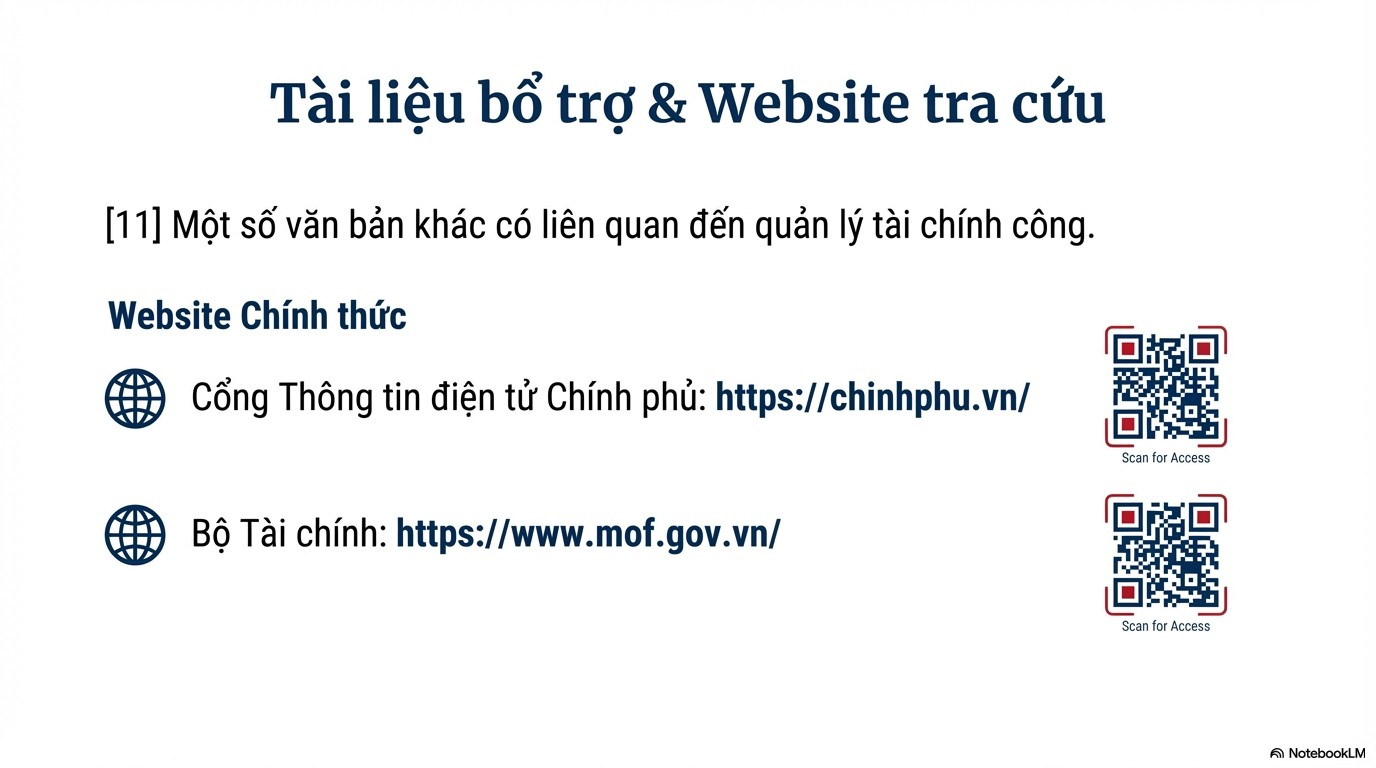 Tài liệu bổ trợ & Website tra cứu
[11] Một số văn bản khác có liên quan đến quản lý tài chính công.
Website Chính thức
Cổng Thông tin điện tử Chính phủ: https://chinhphu.vn/
Scan for Access
Bộ Tài chính: https://www.mof.gov.vn/
Scan for Access
NotebookLM